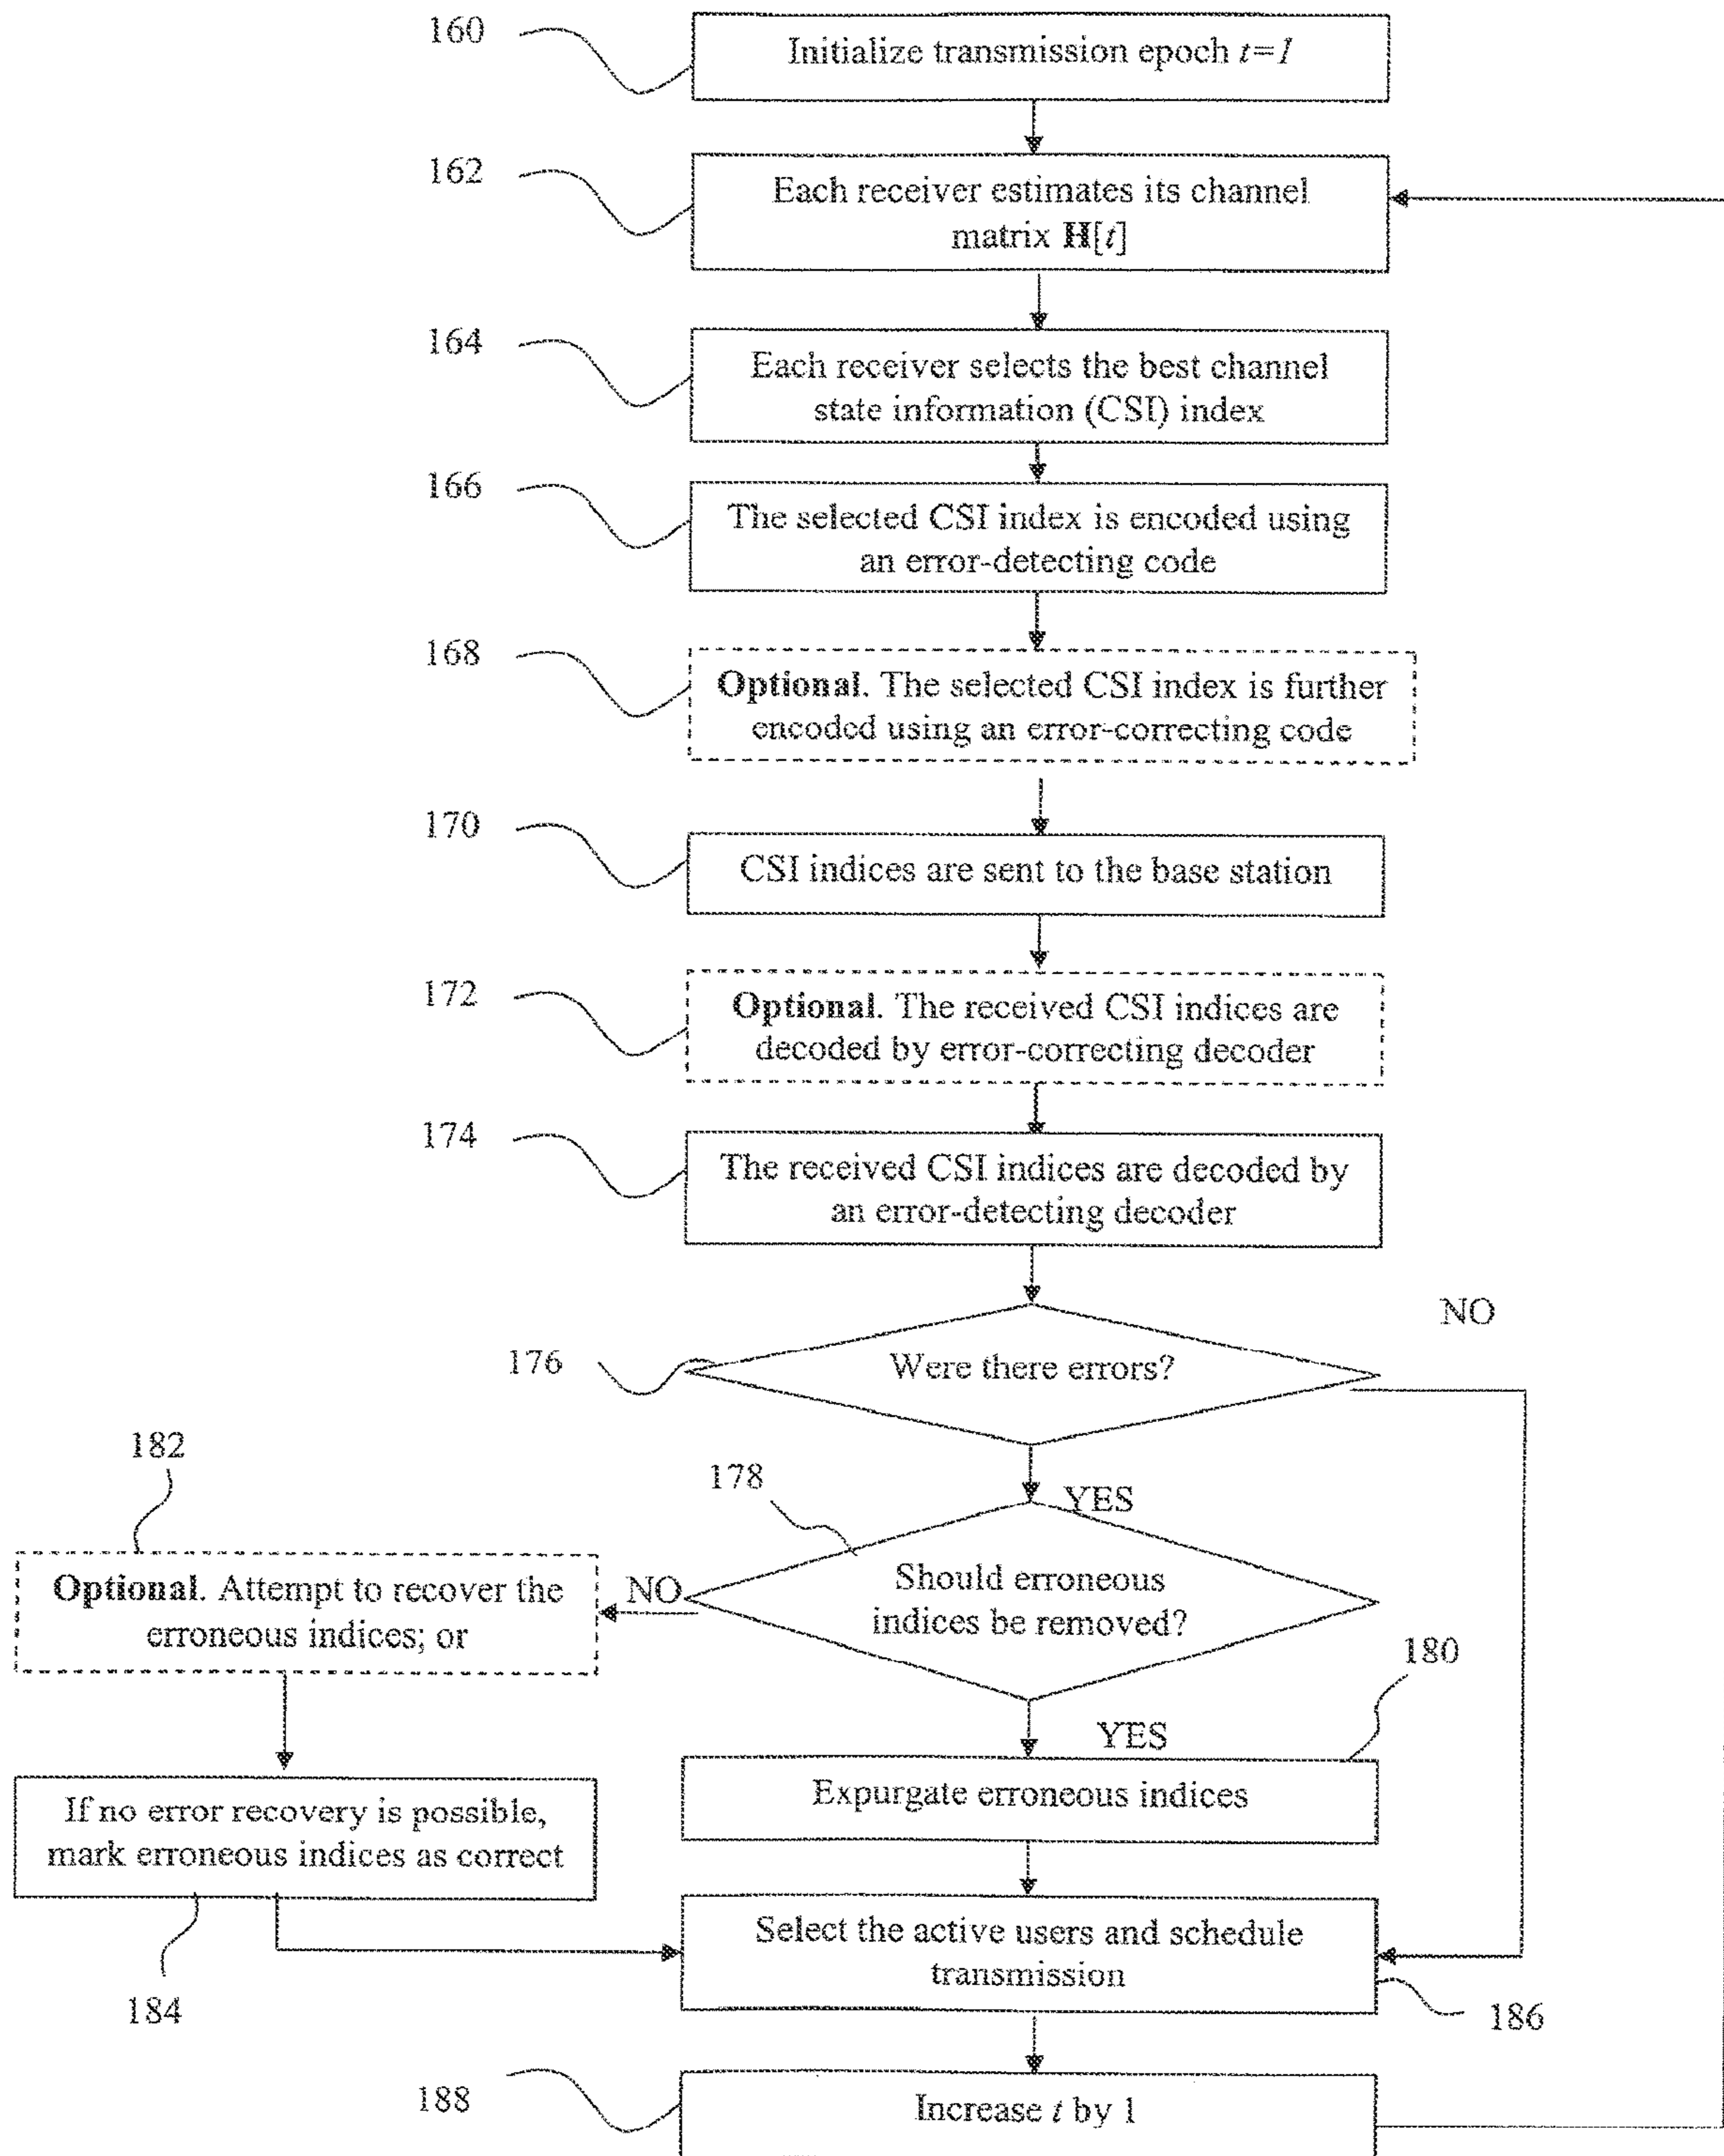 160
Initialize transmission epoch t=1
162
Each receiver estimates its channel
matrix H[t]
164
Each receiver selects the best channel
state information (CSI) index
166
The selected CSI index is encoded using
an error-detecting code
168
Optional. The selected CSI index is further
encoded using an error-correcting code
170
CSI indices are sent to the base station
172
Optional. The received CSI indices are
decoded by error-correcting decoder
174
The received CSI indices are decoded by
an error-detecting decoder
NO
176
Were there errors?
182
178
YES
Optional. Attempt to recover the
erroneous indices; or
NO
Should erroneous
indices be removed?
180
YES
If no error recovery is possible,
mark erroneous indices as correct
Expurgate erroneous indices
Select the active users and schedule
transmission
184
186
188
Increase t by 1